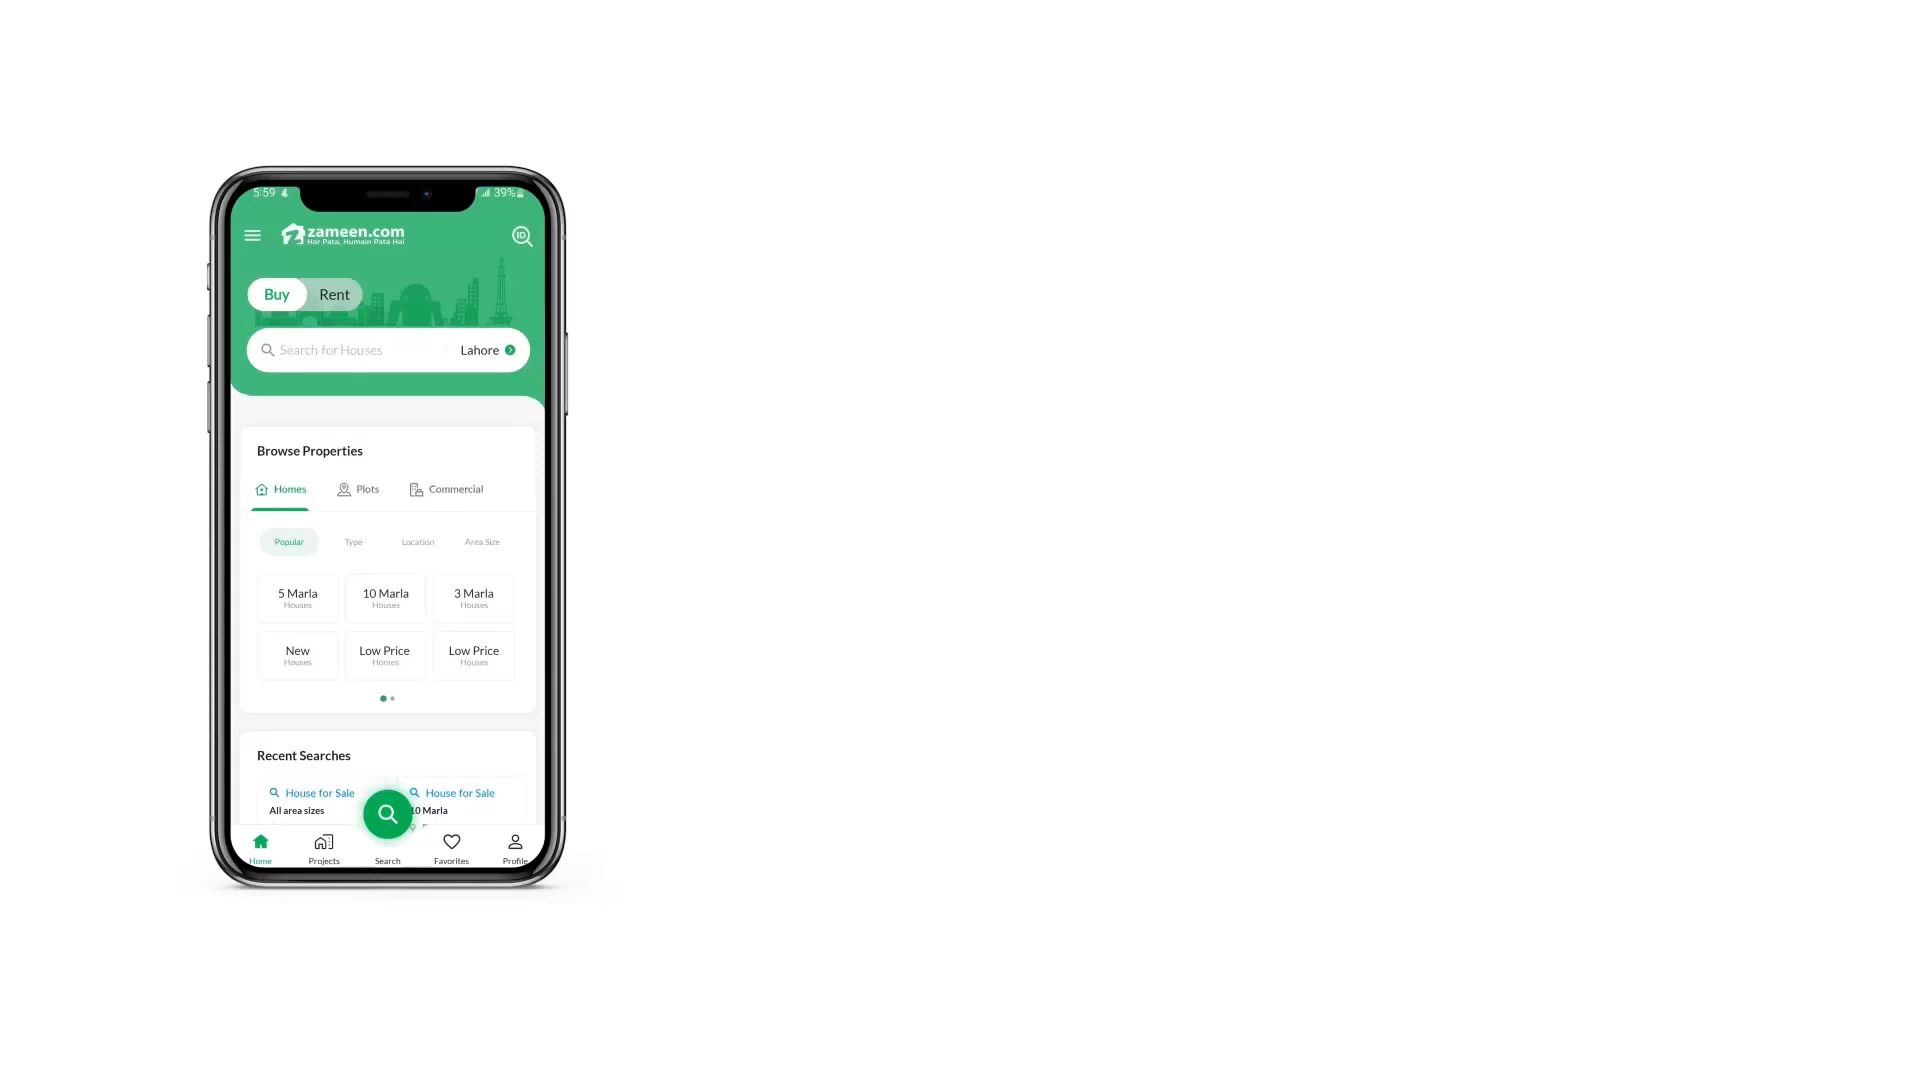 5:59 39%
zameen.com
Har Pata, Humain Pata Hai
ID
Buy Rent
Search for Houses Lahore
Browse Properties
Homes Plots Commercial
Popular Type Location Area Size
5 Marla 10 Marla 3 Marla
Houses Houses Houses
New Low Price Low Price
Houses Homes Houses
Recent Searches
House for Sale House for Sale
All area sizes 10 Marla
Home Projects Search Favorites Profile